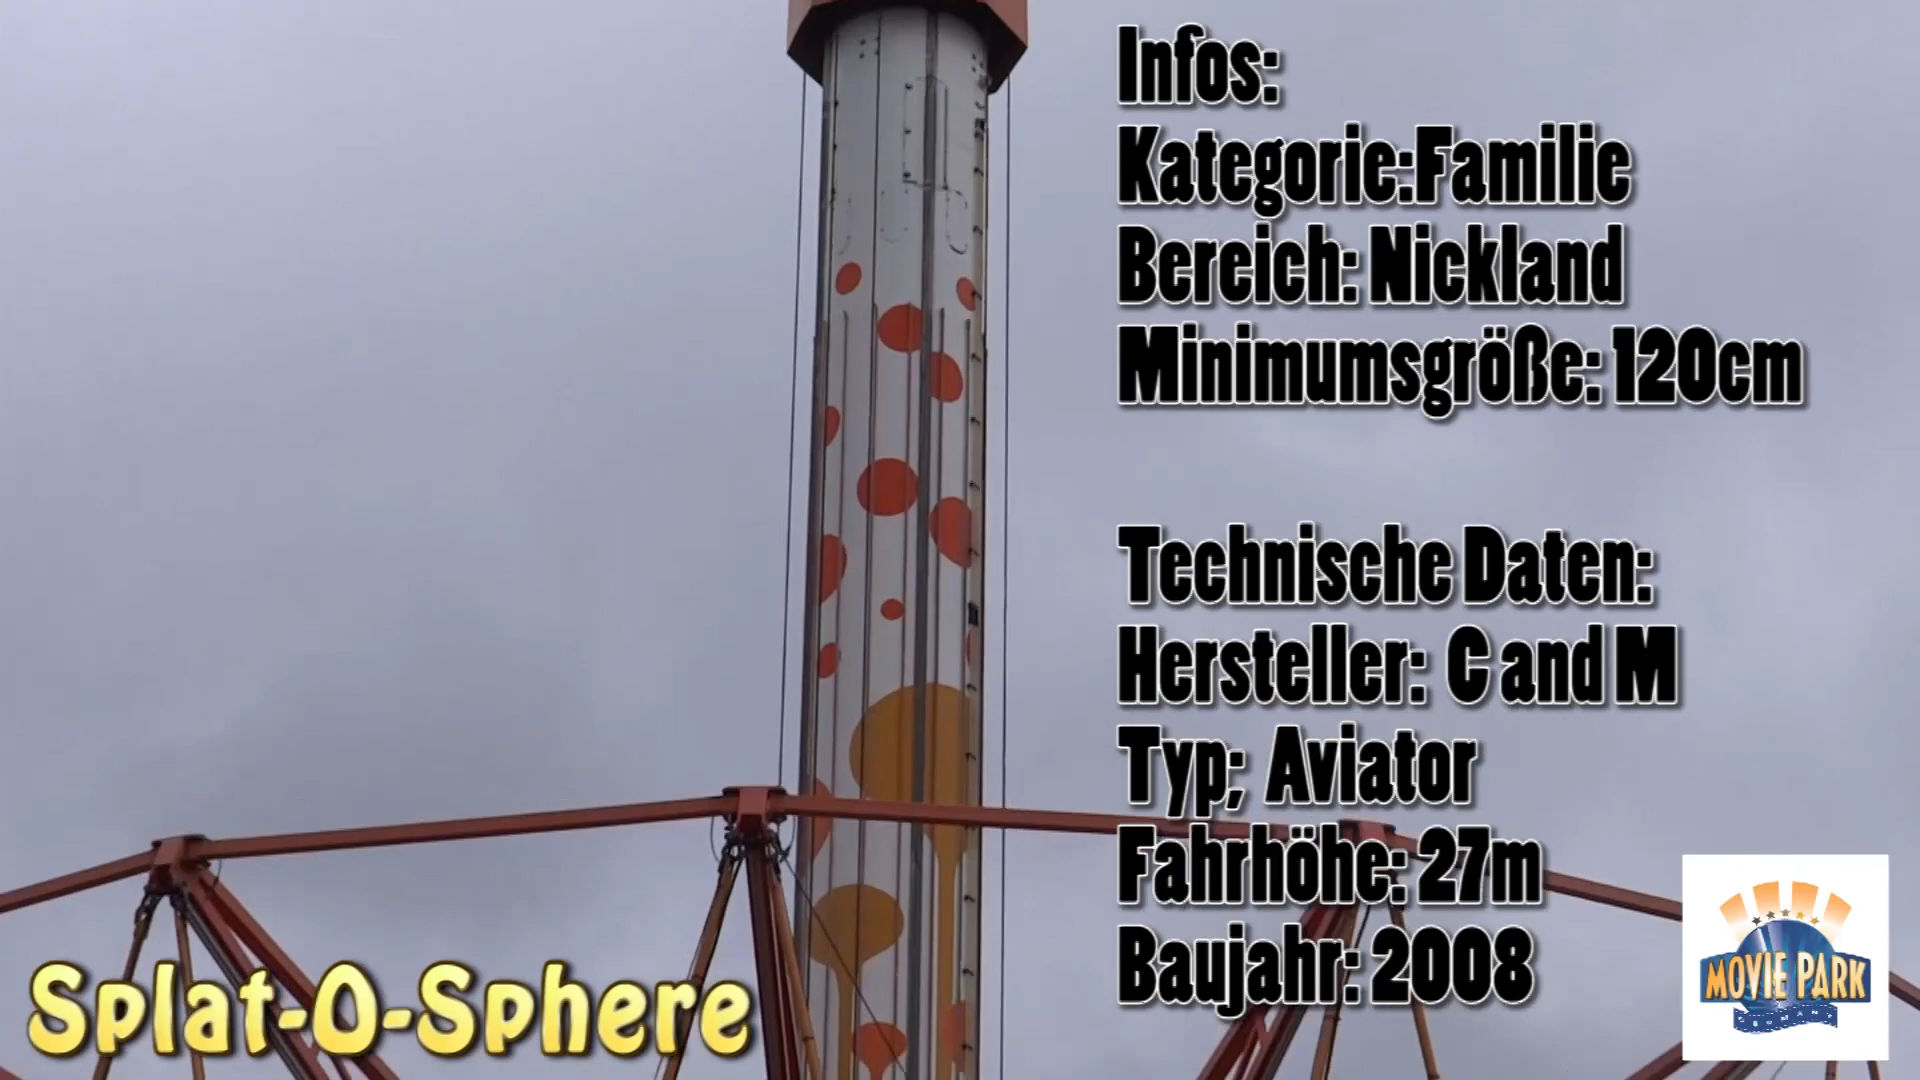 Infos:
Kategorie:Familie
Bereich: Nickland
Minimumsgröße: 120cm
Technische Daten:
Hersteller: C and M
Typ; Aviator
Fahrhöhe: 27m
Baujahr: 2008
Splat-O-Sphere
MOVIE PARK
GERMANY